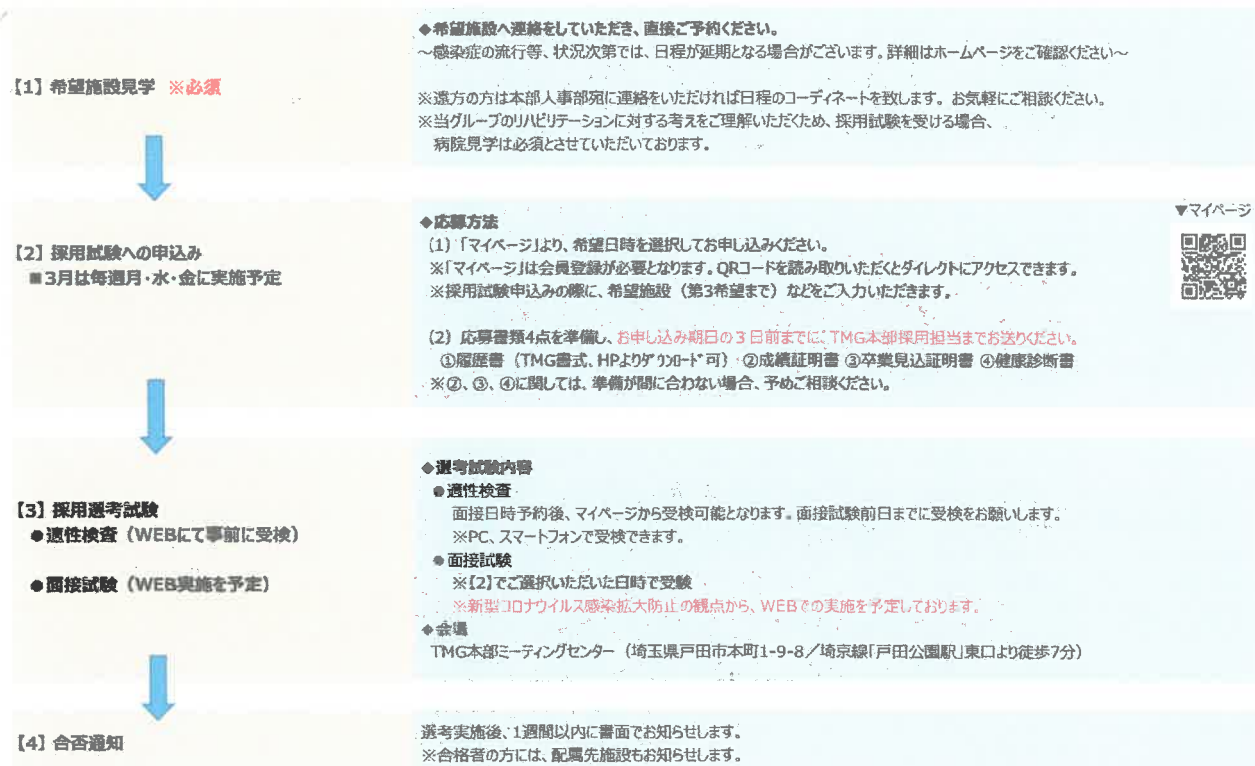 【1】希望施設見学 ※必須
◆希望施設へ連絡をしていただき、直接ご予約ください。
～感染症の流行等、状況次第では、日程が延期となる場合がございます。詳細はホームページをご確認ください～
※遠方の方は本部人事部宛に連絡をいただければ日程のコーディネートを致します。お気軽にご相談ください。
※当グループのリハビリテーションに対する考えをご理解いただくため、採用試験を受ける場合、
病院見学は必須とさせていただいております。
【2】採用試験への申込み
■3月は毎週月・水・金に実施予定
◆応募方法
(1)「マイページ」より、希望日時を選択してお申し込みください。
※「マイページ」は会員登録が必要となります。QRコードを読み取りいただくとダイレクトにアクセスできます。
※採用試験申込みの際に、希望施設（第3希望まで）などをご入力いただきます。
▼マイページ
(2) 応募書類4点を準備し、お申し込み期日の３日前までに、TMG本部採用担当までお送りください。
①履歴書（TMG書式、HPよりダウンロード可）②成績証明書 ③卒業見込証明書 ④健康診断書
※②、③、④に関しては、準備が間に合わない場合、予めご相談ください。
【3】採用選考試験
●適性検査（WEBにて事前に受検）
●面接試験（WEB実施を予定）
◆選考試験内容
●適性検査
面接日時予約後、マイページから受検可能となります。面接試験前日までに受検をお願いします。
※PC、スマートフォンで受検できます。
●面接試験
※【2】でご選択いただいた日時で受験
※新型コロナウイルス感染拡大防止の観点から、WEBでの実施を予定しております。
◆会場
TMG本部ミーティングセンター（埼玉県戸田市本町1-9-8／埼京線「戸田公園駅」東口より徒歩7分）
【4】合否通知
選考実施後、1週間以内に書面でお知らせします。
※合格者の方には、配属先施設もお知らせします。